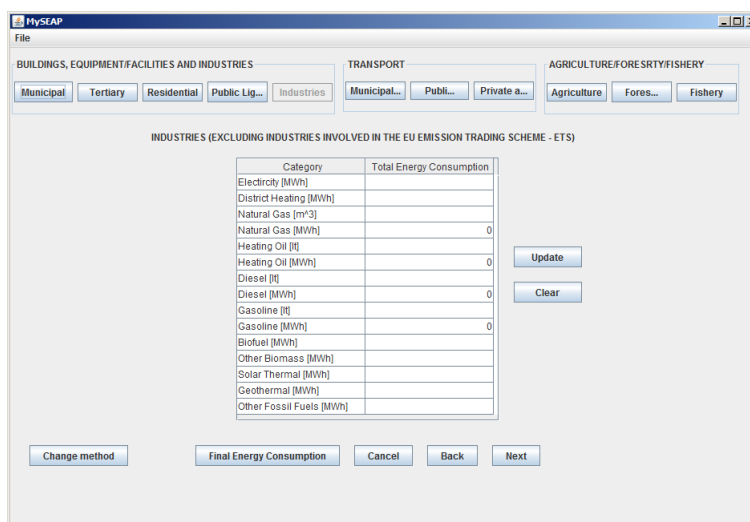 MySEAP
File
BUILDINGS, EQUIPMENT/FACILITIES AND INDUSTRIES
TRANSPORT
AGRICULTURE/FORESRTY/FISHERY
Municipal Tertiary Residential Public Lig... Industries Municipal... Publi... Private a... Agriculture Fores... Fishery
INDUSTRIES (EXCLUDING INDUSTRIES INVOLVED IN THE EU EMISSION TRADING SCHEME - ETS)
Category Total Energy Consumption
Electircity [MWh]
District Heating [MWh]
Natural Gas [m^3]
Natural Gas [MWh] 0
Heating Oil [lt]
Heating Oil [MWh] 0
Diesel [lt]
Diesel [MWh] 0
Gasoline [lt]
Gasoline [MWh] 0
Biofuel [MWh]
Other Biomass [MWh]
Solar Thermal [MWh]
Geothermal [MWh]
Other Fossil Fuels [MWh]
Update
Clear
Change method Final Energy Consumption Cancel Back Next